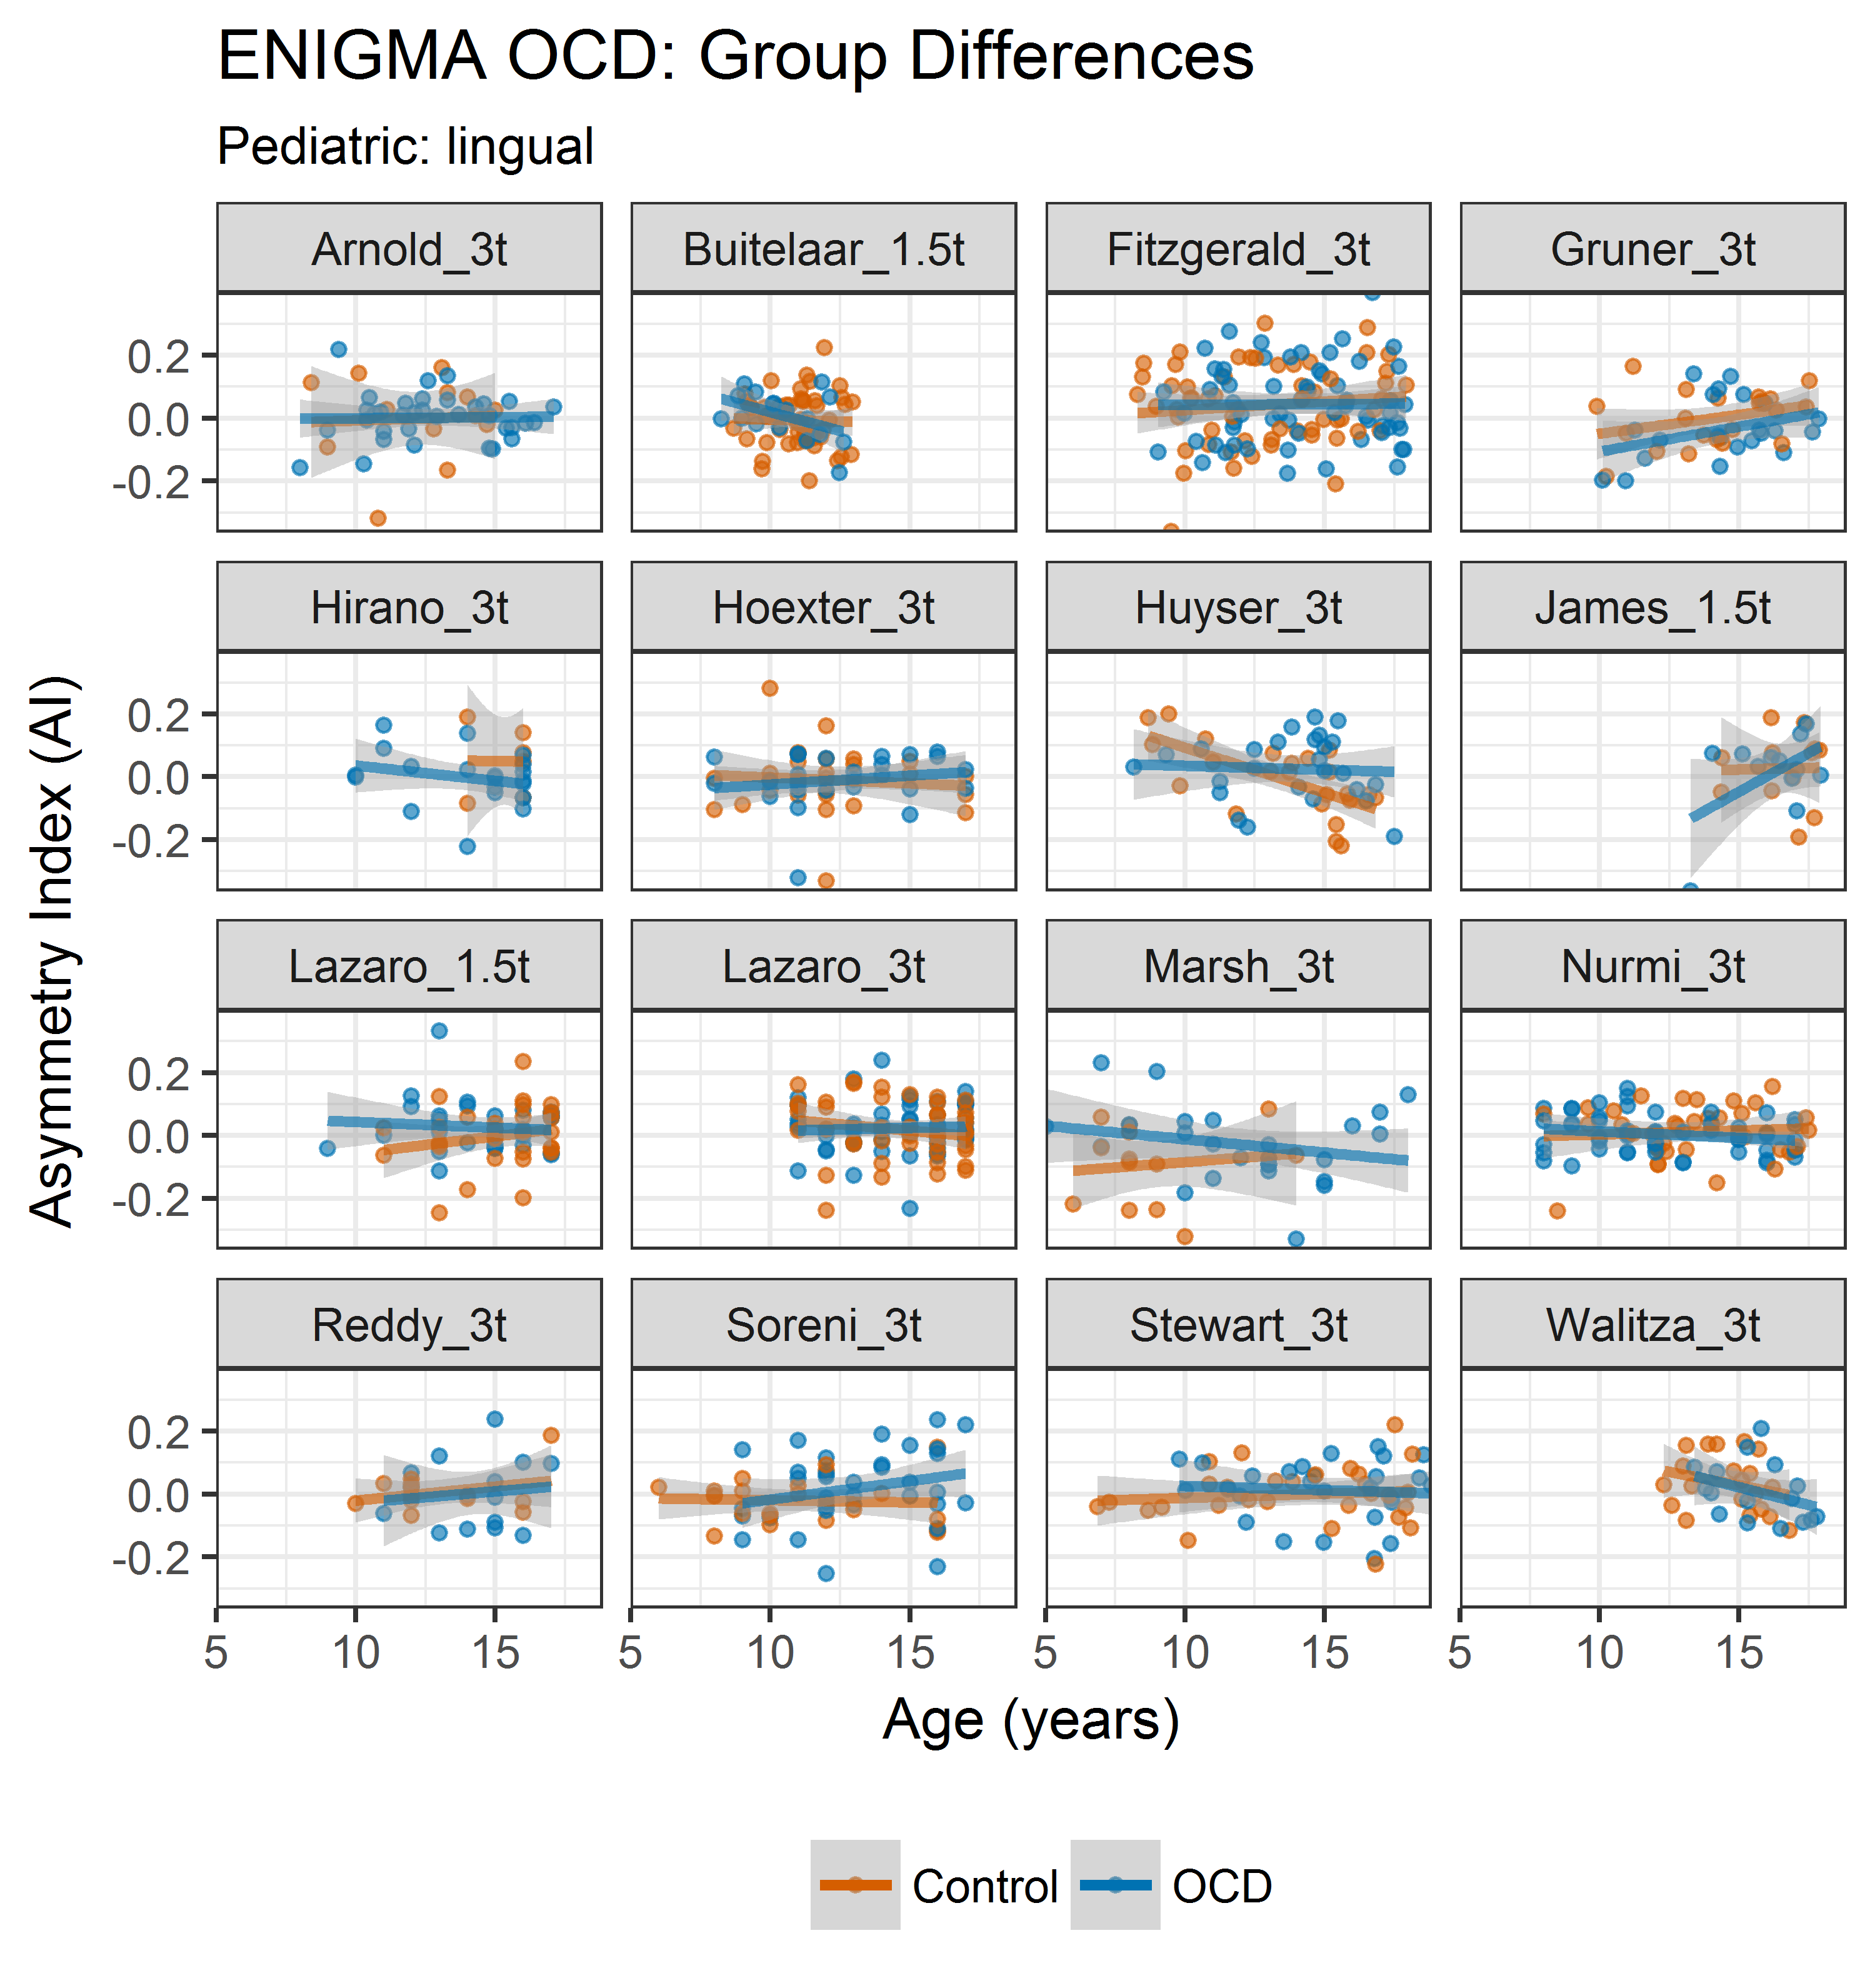 ENIGMA OCD: Group Differences
Pediatric: lingual
Arnold_3t Buitelaar_1.5t Fitzgerald_3t Gruner_3t
0.2
0.0
-0.2
Hirano_3t Hoexter_3t Huyser_3t James_1.5t
0.2
0.0
-0.2
Lazaro_1.5t Lazaro_3t Marsh_3t Nurmi_3t
0.2
0.0
-0.2
Reddy_3t Soreni_3t Stewart_3t Walitza_3t
0.2
0.0
-0.2
5 10 15 5 10 15 5 10 15 5 10 15
Asymmetry Index (AI)
Age (years)
Control OCD